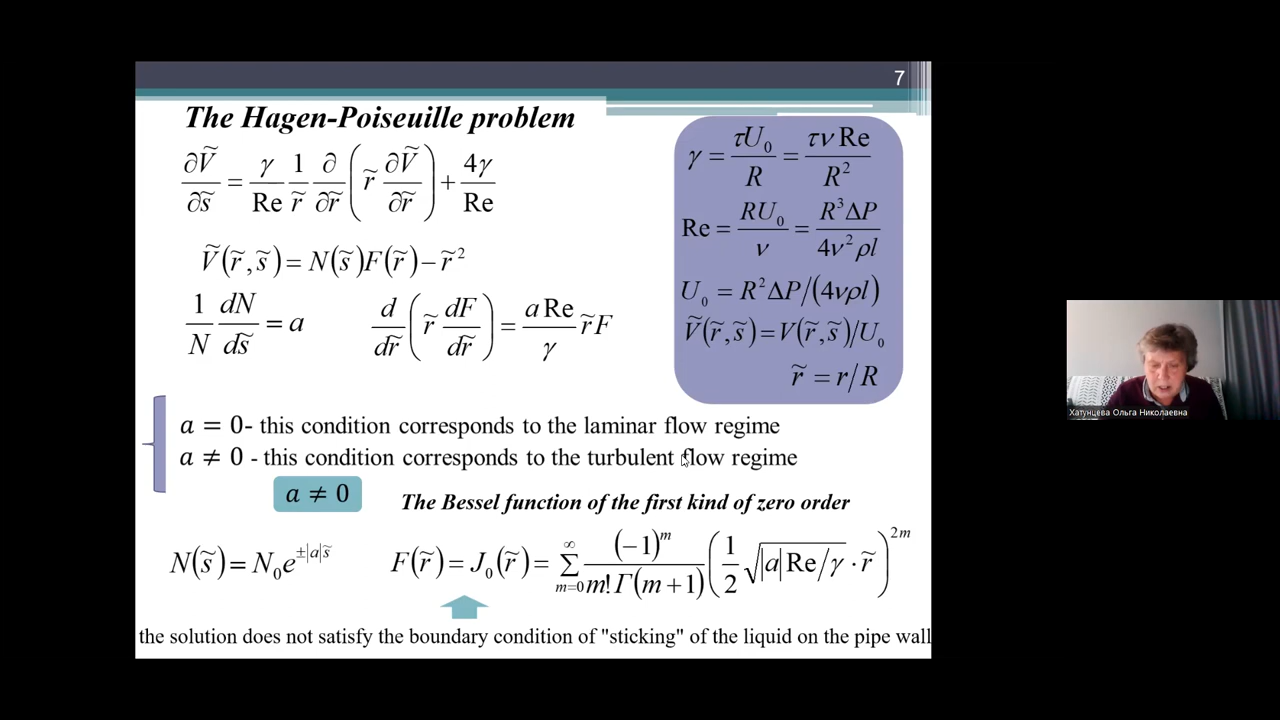 7
The Hagen-Poiseuille problem
∂Ṽ/∂s̃ = γ/Re 1/r̃ ∂/∂r̃ (r̃ ∂Ṽ/∂r̃) + 4γ/Re
Ṽ(r̃,s̃) = N(s̃)F(r̃) − r̃²
1/N dN/ds̃ = a
d/dr̃ (r̃ dF/dr̃) = a Re/γ r̃F
γ = τU₀/R = τν Re/R²
Re = RU₀/ν = R³ΔP/4ν²ρl
U₀ = R²ΔP/(4νρl)
Ṽ(r̃,s̃) = V(r̃,s̃)/U₀
r̃ = r/R
a = 0- this condition corresponds to the laminar flow regime
a ≠ 0 - this condition corresponds to the turbulent flow regime
a ≠ 0
The Bessel function of the first kind of zero order
N(s̃) = N₀e^{±|a|s̃}
F(r̃) = J₀(r̃) = ∑_{m=0}^{∞} (−1)^m/m!Γ(m+1) (1/2 √|a|Re/γ · r̃)^{2m}
the solution does not satisfy the boundary condition of "sticking" of the liquid on the pipe wall
Хатунцева Ольга Николаевна